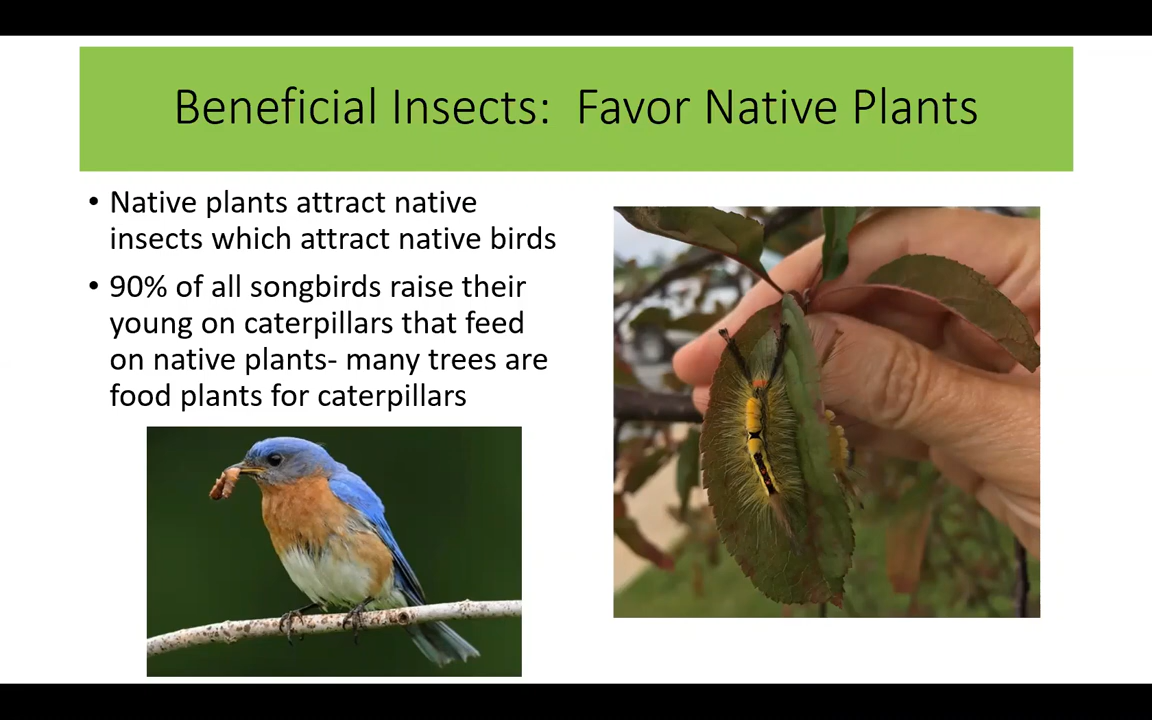 Beneficial Insects:  Favor Native Plants
• Native plants attract native
insects which attract native birds
• 90% of all songbirds raise their
young on caterpillars that feed
on native plants- many trees are
food plants for caterpillars